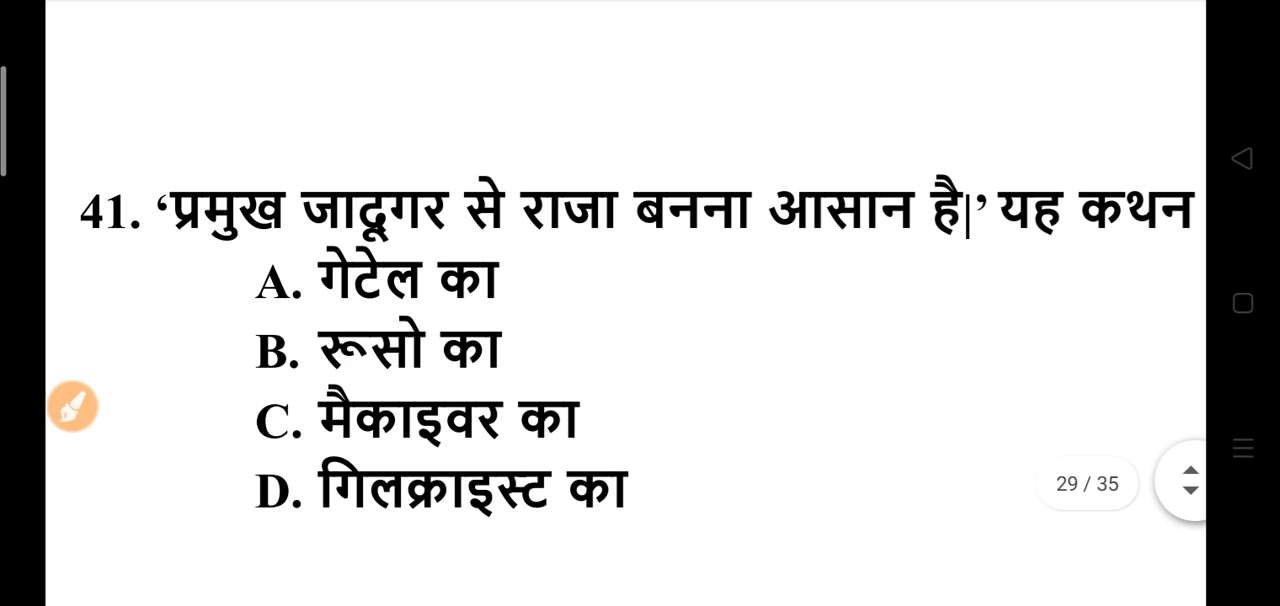 41. ‘प्रमुख जादूगर से राजा बनना आसान है|’ यह कथन
A. गेटेल का
B. रूसो का
C. मैकाइवर का
D. गिलक्राइस्ट का
29 / 35